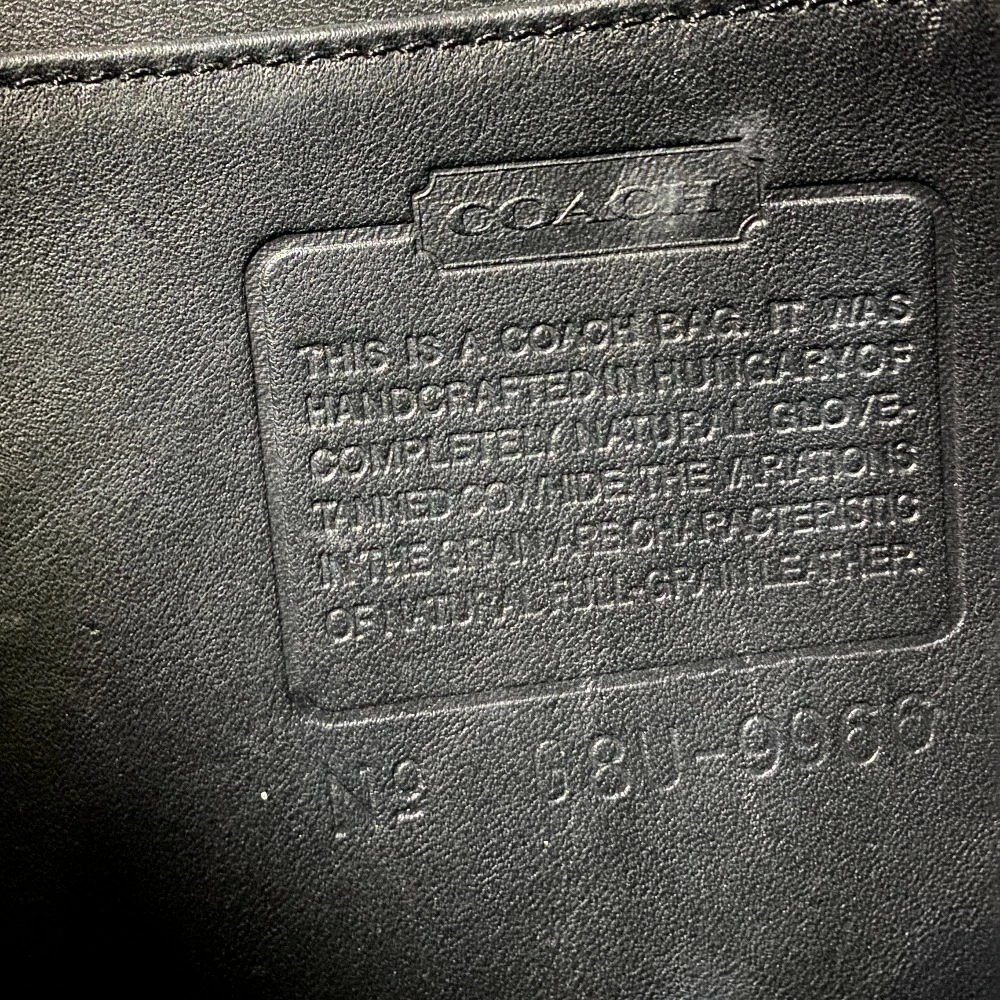 COACH
THIS IS A COACH BAG. IT WAS
HANDCRAFTED IN HUNGARY OF
COMPLETELY NATURAL GLOVE-
TANNED COWHIDE THE VARIATIONS
IN THE GRAIN ARE CHARACTERISTIC
OF NATURAL FULL-GRAIN LEATHER.
Nº G8U-9966